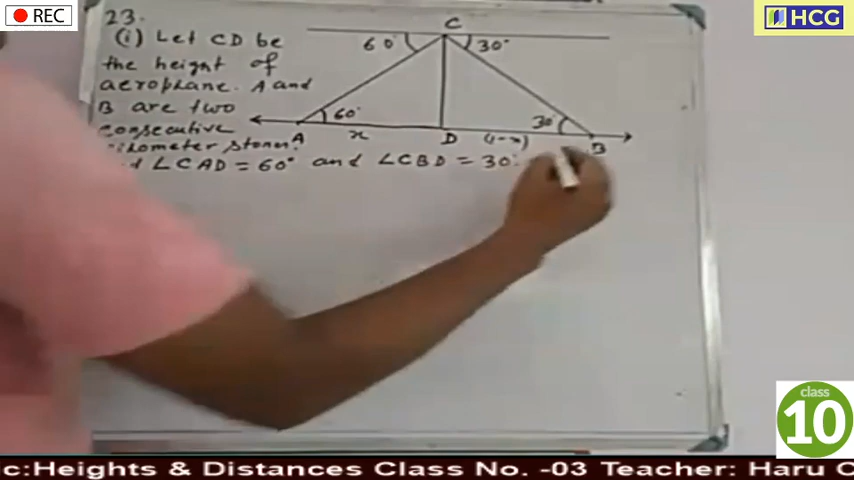 REC
HCG
23.
(i) Let CD be
the height of
aeroplane. A and
B are two
consecutive
kilometer stones.
∠CAD = 60° and ∠CBD = 30°
C
60°
30°
60°
30°
A
x
D
(1-x)
B
class
10
c:Heights & Distances Class No. -03 Teacher: Haru